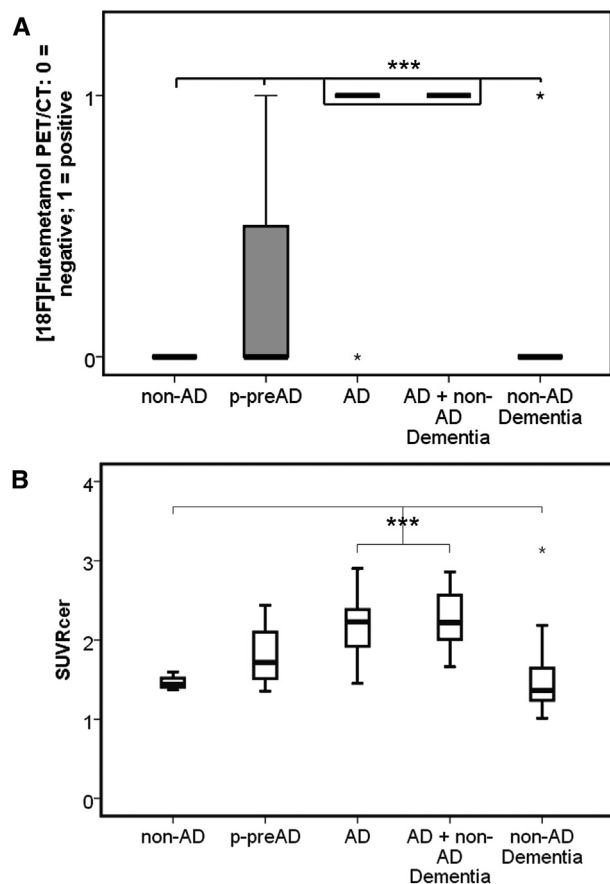 A
[18F]Flutemetamol PET/CT: 0 =
negative; 1 = positive
1
0
***
*
*
non-AD
p-preAD
AD
AD + non-
AD
Dementia
non-AD
Dementia
B
SUVRcer
4
3
2
1
0
***
*
non-AD
p-preAD
AD
AD + non-
AD
Dementia
non-AD
Dementia